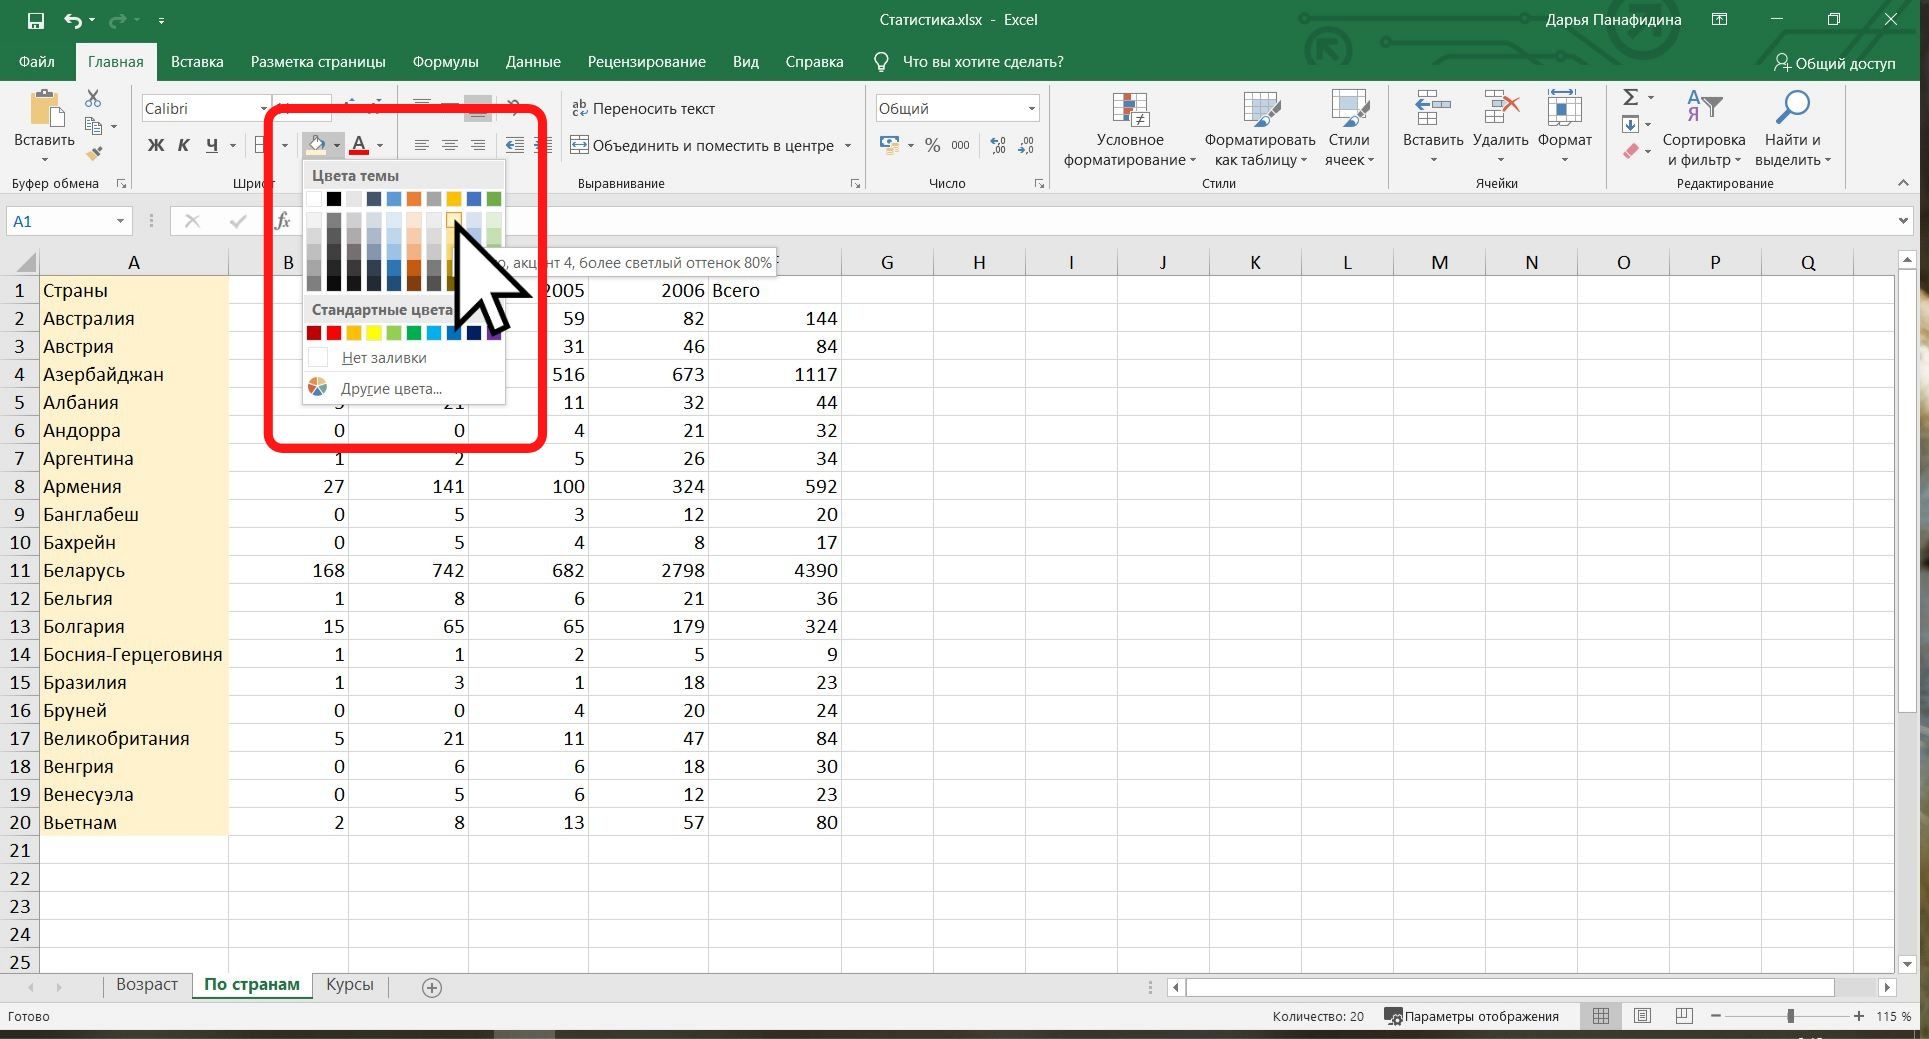 Статистика.xlsx - Excel
Дарья Панафидина
Файл Главная Вставка Разметка страницы Формулы Данные Рецензирование Вид Справка Что вы хотите сделать? Общий доступ
Вставить
Буфер обмена
Calibri
Ж К Ч А
Шрифт
Переносить текст
Объединить и поместить в центре
Выравнивание
Общий
% 000
Число
Условное форматирование
Форматировать как таблицу
Стили ячеек
Стили
Вставить Удалить Формат
Ячейки
Сортировка и фильтр
Найти и выделить
Редактирование
A1 fx
Цвета темы
акцент 4, более светлый оттенок 80%
Стандартные цвета
Нет заливки
Другие цвета...
A B G H I J K L M N O P Q
1 Страны 2005 2006 Всего
2 Австралия 59 82 144
3 Австрия 31 46 84
4 Азербайджан 516 673 1117
5 Албания 11 32 44
6 Андорра 0 0 4 21 32
7 Аргентина 1 2 5 26 34
8 Армения 27 141 100 324 592
9 Банглабеш 0 5 3 12 20
10 Бахрейн 0 5 4 8 17
11 Беларусь 168 742 682 2798 4390
12 Бельгия 1 8 6 21 36
13 Болгария 15 65 65 179 324
14 Босния-Герцеговиня 1 1 2 5 9
15 Бразилия 1 3 1 18 23
16 Бруней 0 0 4 20 24
17 Великобритания 5 21 11 47 84
18 Венгрия 0 6 6 18 30
19 Венесуэла 0 5 6 12 23
20 Вьетнам 2 8 13 57 80
21
22
23
24
25
Возраст По странам Курсы
Готово
Количество: 20 Параметры отображения 115 %